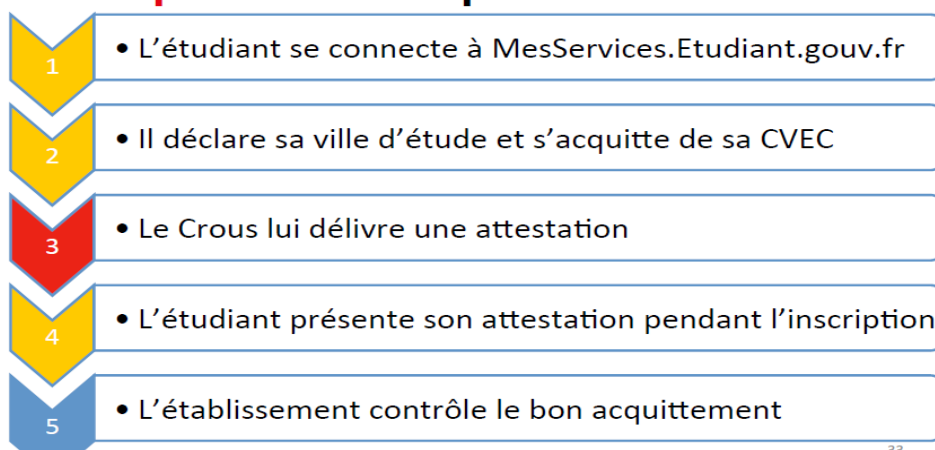 1
• L’étudiant se connecte à MesServices.Etudiant.gouv.fr
2
• Il déclare sa ville d’étude et s’acquitte de sa CVEC
3
• Le Crous lui délivre une attestation
4
• L’étudiant présente son attestation pendant l’inscription
5
• L’établissement contrôle le bon acquittement